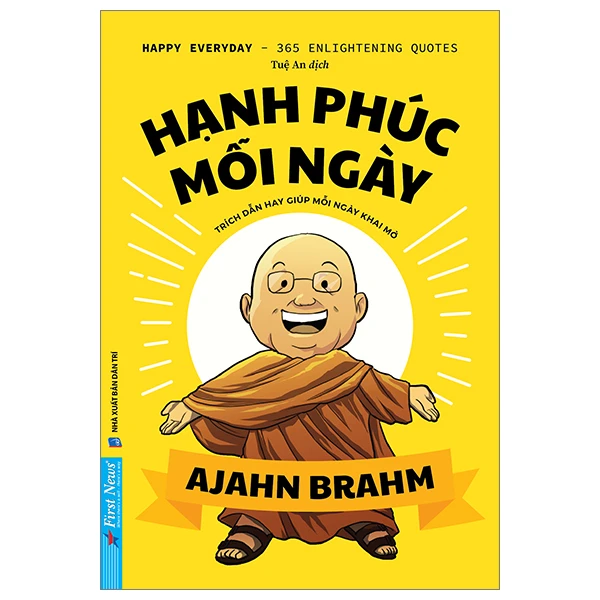 HAPPY EVERYDAY – 365 ENLIGHTENING QUOTES
Tuệ An dịch
HẠNH PHÚC
MỖI NGÀY
TRÍCH DẪN HAY GIÚP MỖI NGÀY KHAI MỞ
AJAHN BRAHM
NHÀ XUẤT BẢN DÂN TRÍ
First News